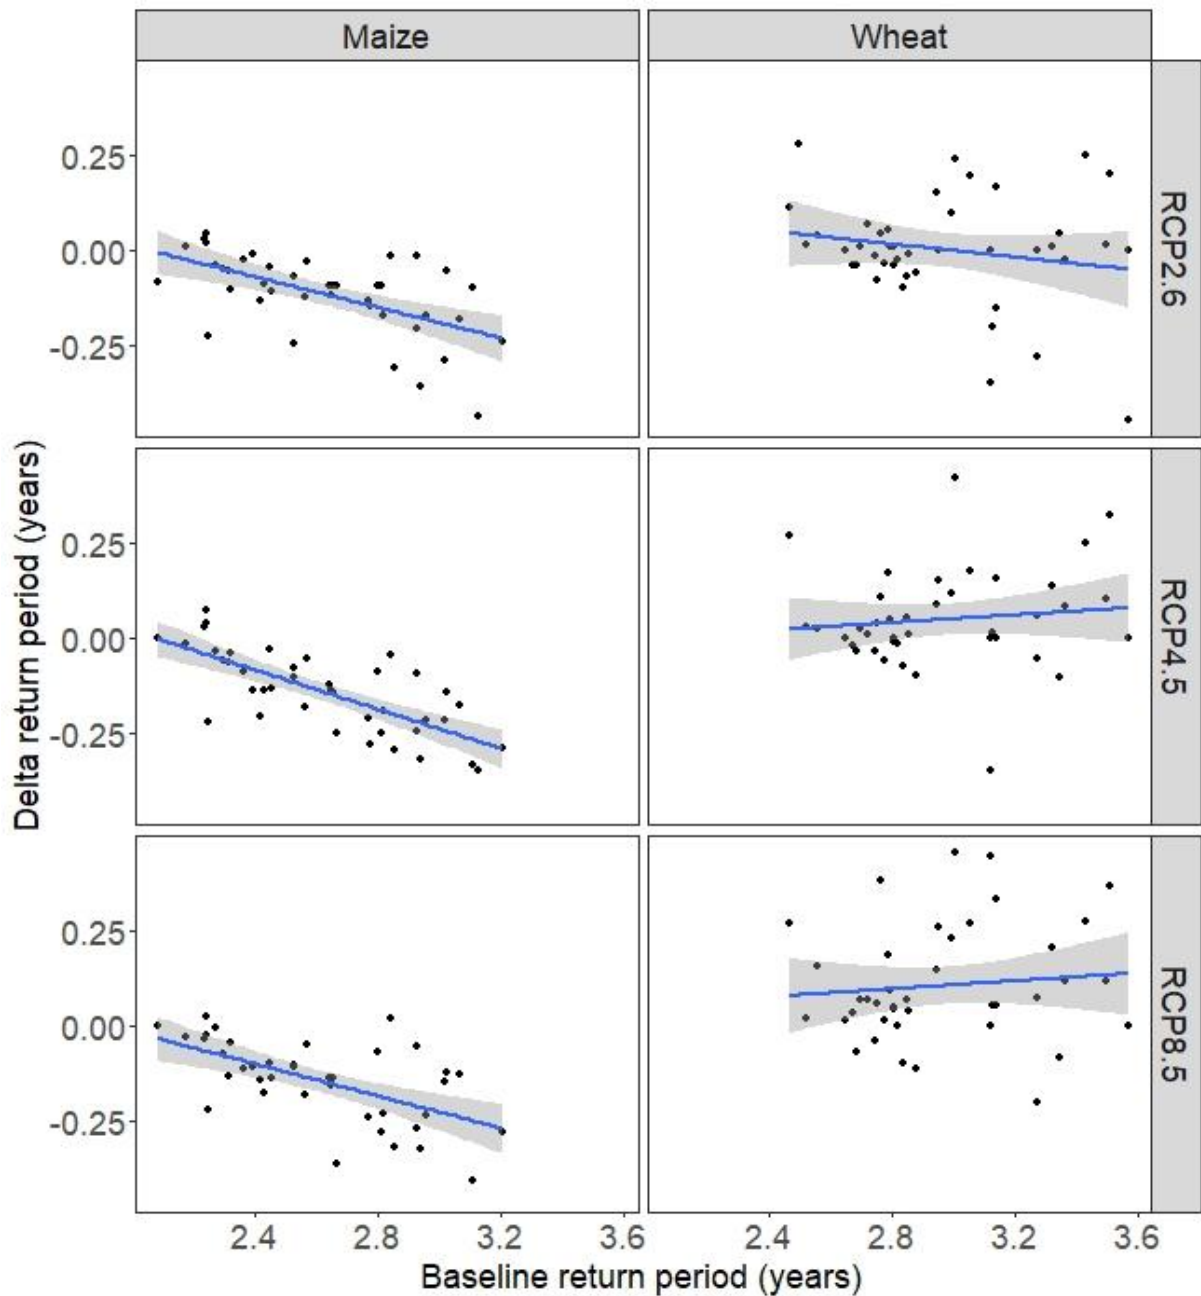 Maize Wheat
0.25
0.00
-0.25
RCP2.6
0.25
0.00
-0.25
RCP4.5
0.25
0.00
-0.25
RCP8.5
Delta return period (years)
2.4 2.8 3.2 3.6 2.4 2.8 3.2 3.6
Baseline return period (years)